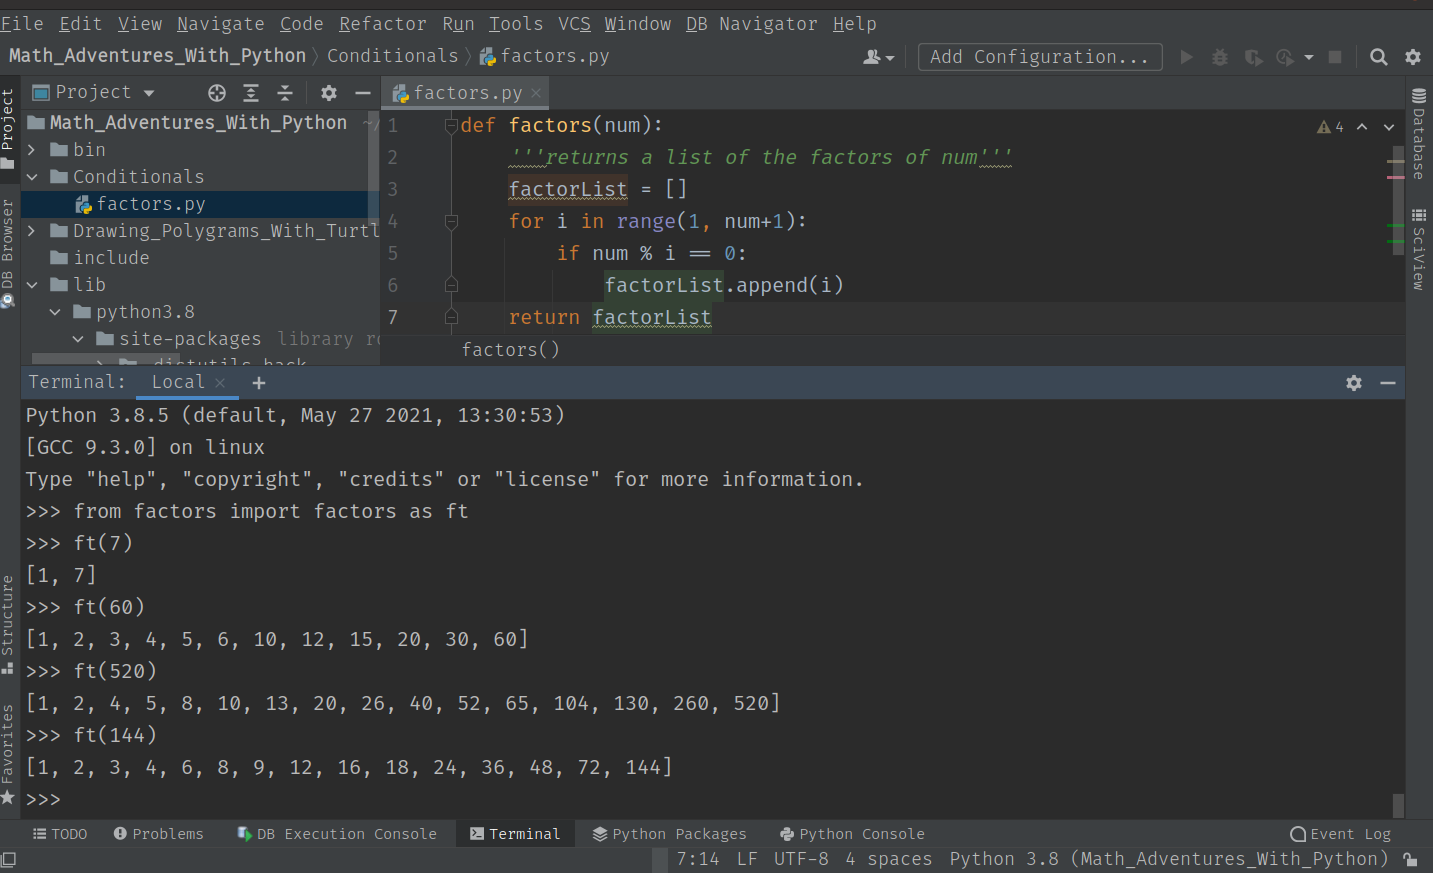 File Edit View Navigate Code Refactor Run Tools VCS Window DB Navigator Help
Math_Adventures_With_Python Conditionals factors.py Add Configuration...
Project
DB Browser
Structure
Favorites
Project
Math_Adventures_With_Python ~/
bin
Conditionals
factors.py
Drawing_Polygrams_With_Turtl
include
lib
python3.8
site-packages library
factors.py
4
1 def factors(num):
2 '''returns a list of the factors of num'''
3 factorList = []
4 for i in range(1, num+1):
5 if num % i == 0:
6 factorList.append(i)
7 return factorList
factors()
Database
SciView
Terminal: Local +
Python 3.8.5 (default, May 27 2021, 13:30:53)
[GCC 9.3.0] on linux
Type "help", "copyright", "credits" or "license" for more information.
>>> from factors import factors as ft
>>> ft(7)
[1, 7]
>>> ft(60)
[1, 2, 3, 4, 5, 6, 10, 12, 15, 20, 30, 60]
>>> ft(520)
[1, 2, 4, 5, 8, 10, 13, 20, 26, 40, 52, 65, 104, 130, 260, 520]
>>> ft(144)
[1, 2, 3, 4, 6, 8, 9, 12, 16, 18, 24, 36, 48, 72, 144]
>>>
TODO Problems DB Execution Console Terminal Python Packages Python Console Event Log
7:14 LF UTF-8 4 spaces Python 3.8 (Math_Adventures_With_Python)